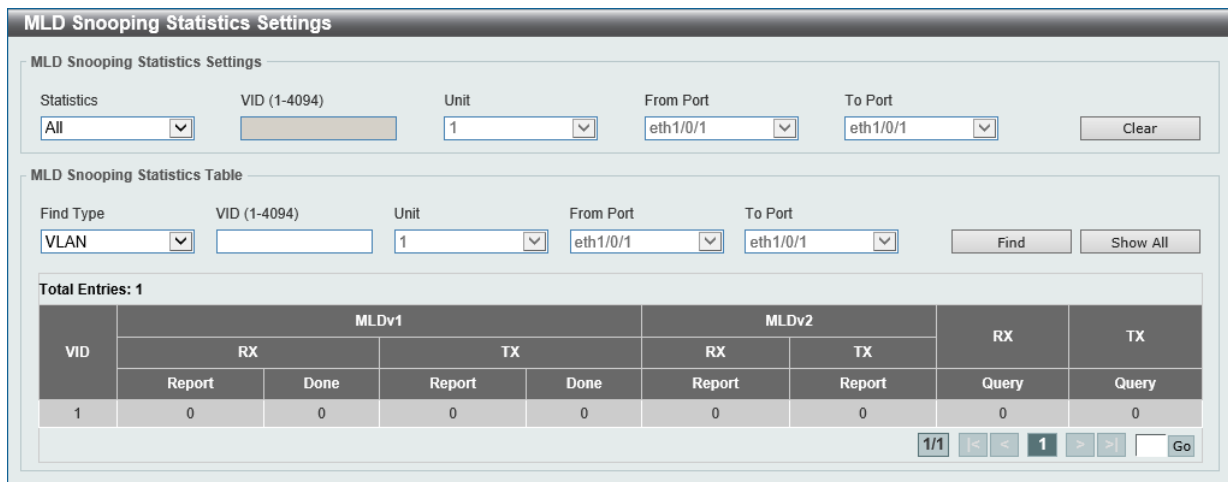 MLD Snooping Statistics Settings
MLD Snooping Statistics Settings
Statistics VID (1-4094) Unit From Port To Port
All 1 eth1/0/1 eth1/0/1 Clear
MLD Snooping Statistics Table
Find Type VID (1-4094) Unit From Port To Port
VLAN 1 eth1/0/1 eth1/0/1 Find Show All
Total Entries: 1
VID MLDv1 MLDv2 RX TX
RX TX RX TX
Report Done Report Done Report Report Query Query
1 0 0 0 0 0 0 0 0
1/1 |< < 1 > >| Go